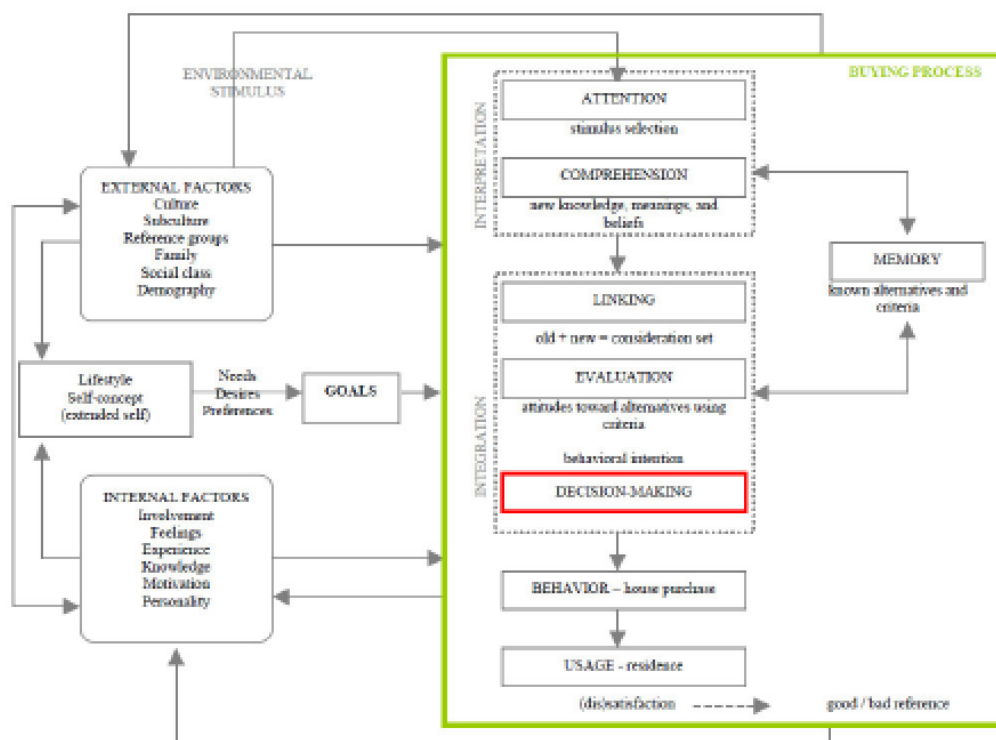 ENVIRONMENTAL
STIMULUS
BUYING PROCESS
INTERPRETATION
ATTENTION
stimulus selection
COMPREHENSION
new knowledge, meanings, and
beliefs
EXTERNAL FACTORS
Culture
Subculture
Reference groups
Family
Social class
Demography
MEMORY
known alternatives and
criteria
INTEGRATION
LINKING
old + new = consideration set
EVALUATION
attitudes toward alternatives using
criteria
behavioral intention
DECISION-MAKING
Lifestyle
Self-concept
(extended self)
Needs
Desires
Preferences
GOALS
INTERNAL FACTORS
Involvement
Feelings
Experience
Knowledge
Motivation
Personality
BEHAVIOR – house purchase
USAGE - residence
(dis)satisfaction
good / bad reference